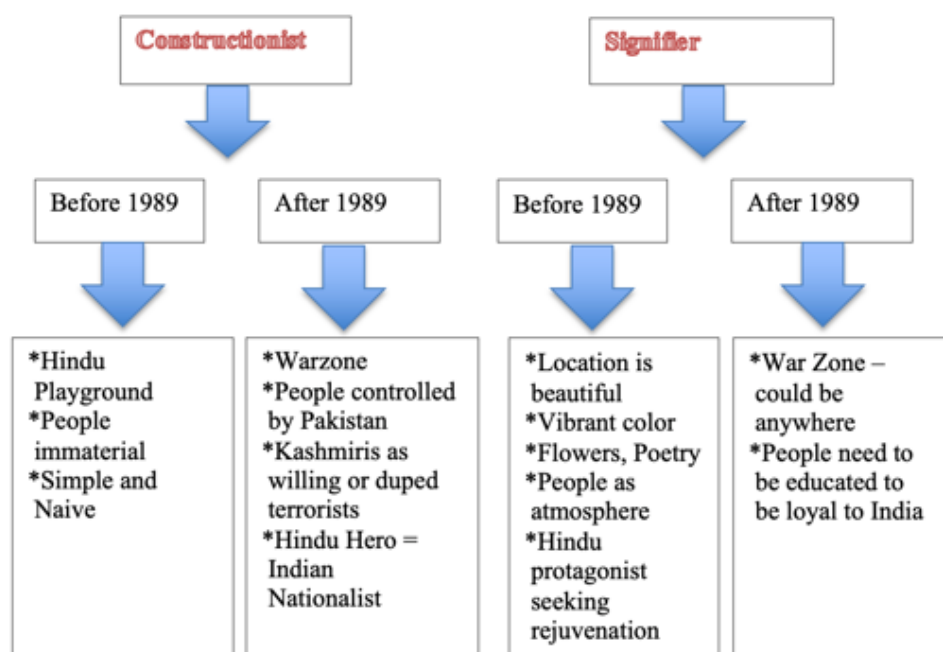 Constructionist
Signifier
Before 1989
After 1989
Before 1989
After 1989
*Hindu
Playground
*People
immaterial
*Simple and
Naive
*Warzone
*People controlled
by Pakistan
*Kashmiris as
willing or duped
terrorists
*Hindu Hero =
Indian
Nationalist
*Location is
beautiful
*Vibrant color
*Flowers, Poetry
*People as
atmosphere
*Hindu
protagonist
seeking
rejuvenation
*War Zone –
could be
anywhere
*People need to
be educated to
be loyal to India